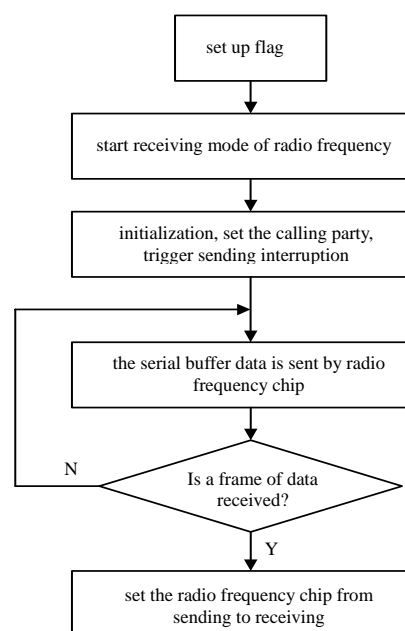 set up flag
start receiving mode of radio frequency
initialization, set the calling party,
trigger sending interruption
the serial buffer data is sent by radio
frequency chip
Is a frame of data
received?
N
Y
set the radio frequency chip from
sending to receiving